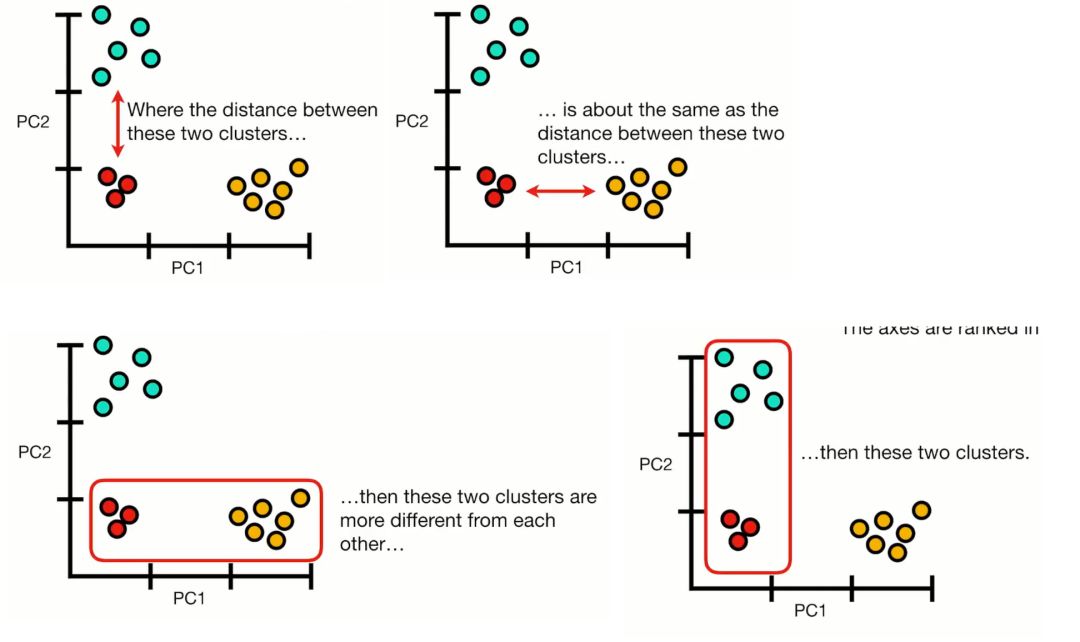 Where the distance between
these two clusters...
PC2
PC1
... is about the same as the
distance between these two
clusters...
PC2
PC1
...then these two clusters are
more different from each
other...
PC2
PC1
The axes are ranked in
...then these two clusters.
PC2
PC1